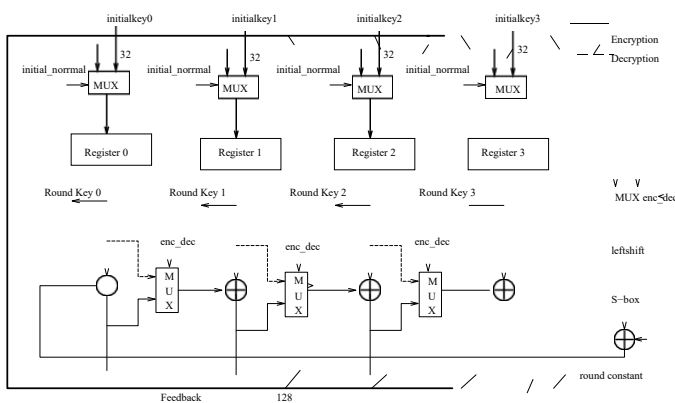 initialkey0 initialkey1 initialkey2 initialkey3
Encryption
32 32 32 32
Decryption
initial_norrmal initial_norrmal initial_norrmal initial_norrmal
MUX MUX MUX MUX
Register 0 Register 1 Register 2 Register 3
Round Key 0 Round Key 1 Round Key 2 Round Key 3
MUX enc_dec
enc_dec enc_dec enc_dec
leftshift
M M M
U U U
X X X
S-box
round constant
Feedback 128